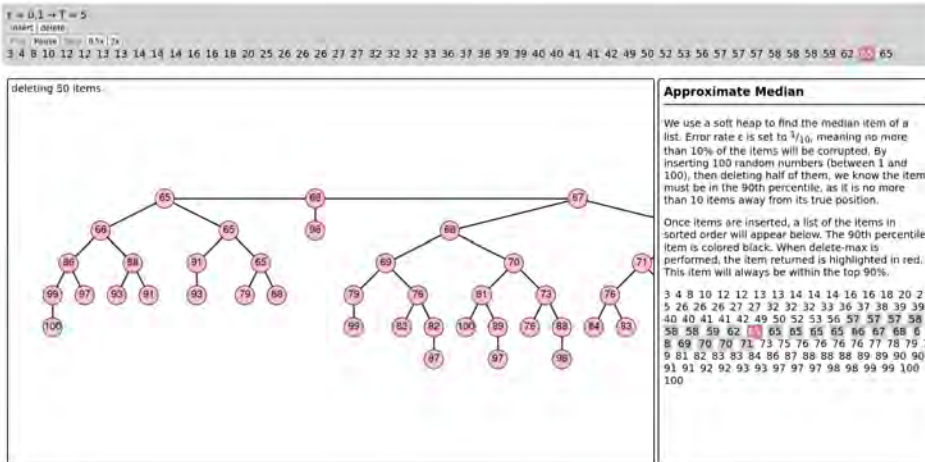 ε = 0.1 → T = 5
insert delete
Pause 0.5x 2x
3 4 8 10 12 12 13 13 14 14 14 16 16 18 20 25 26 26 26 27 27 32 32 32 33 36 37 38 39 39 40 40 41 41 42 49 50 52 53 56 57 57 57 58 58 58 59 62 65 65
deleting 50 items
65 68 67
66 65 98 68
86 88 91 65 69 70 71
99 97 93 91 93 79 68 79 76 81 73 76
100 99 83 82 100 89 78 88 84 93
87 98
Approximate Median
We use a soft heap to find the median item of a
list. Error rate ε is set to 1/10, meaning no more
than 10% of the items will be corrupted. By
inserting 100 random numbers (between 1 and
100), then deleting half of them, we know the item
must be in the 90th percentile, as it is no more
than 10 items away from its true position.
Once items are inserted, a list of the items in
sorted order will appear below. The 90th percentile
item is colored black. When delete-max is
performed, the item returned is highlighted in red.
This item will always be within the top 90%.
3 4 8 10 12 12 13 13 14 14 14 16 16 18 20 2
5 26 26 26 27 27 32 32 32 33 36 37 38 39 39
40 40 41 41 42 49 50 52 53 56 57 57 57 58
58 58 59 62 65 65 65 65 66 67 68 6
8 69 70 70 71 73 75 76 76 76 76 77 78 79
9 81 82 83 83 84 86 87 88 88 88 89 89 90 90
91 91 92 92 93 93 97 97 97 98 98 99 99 100
100